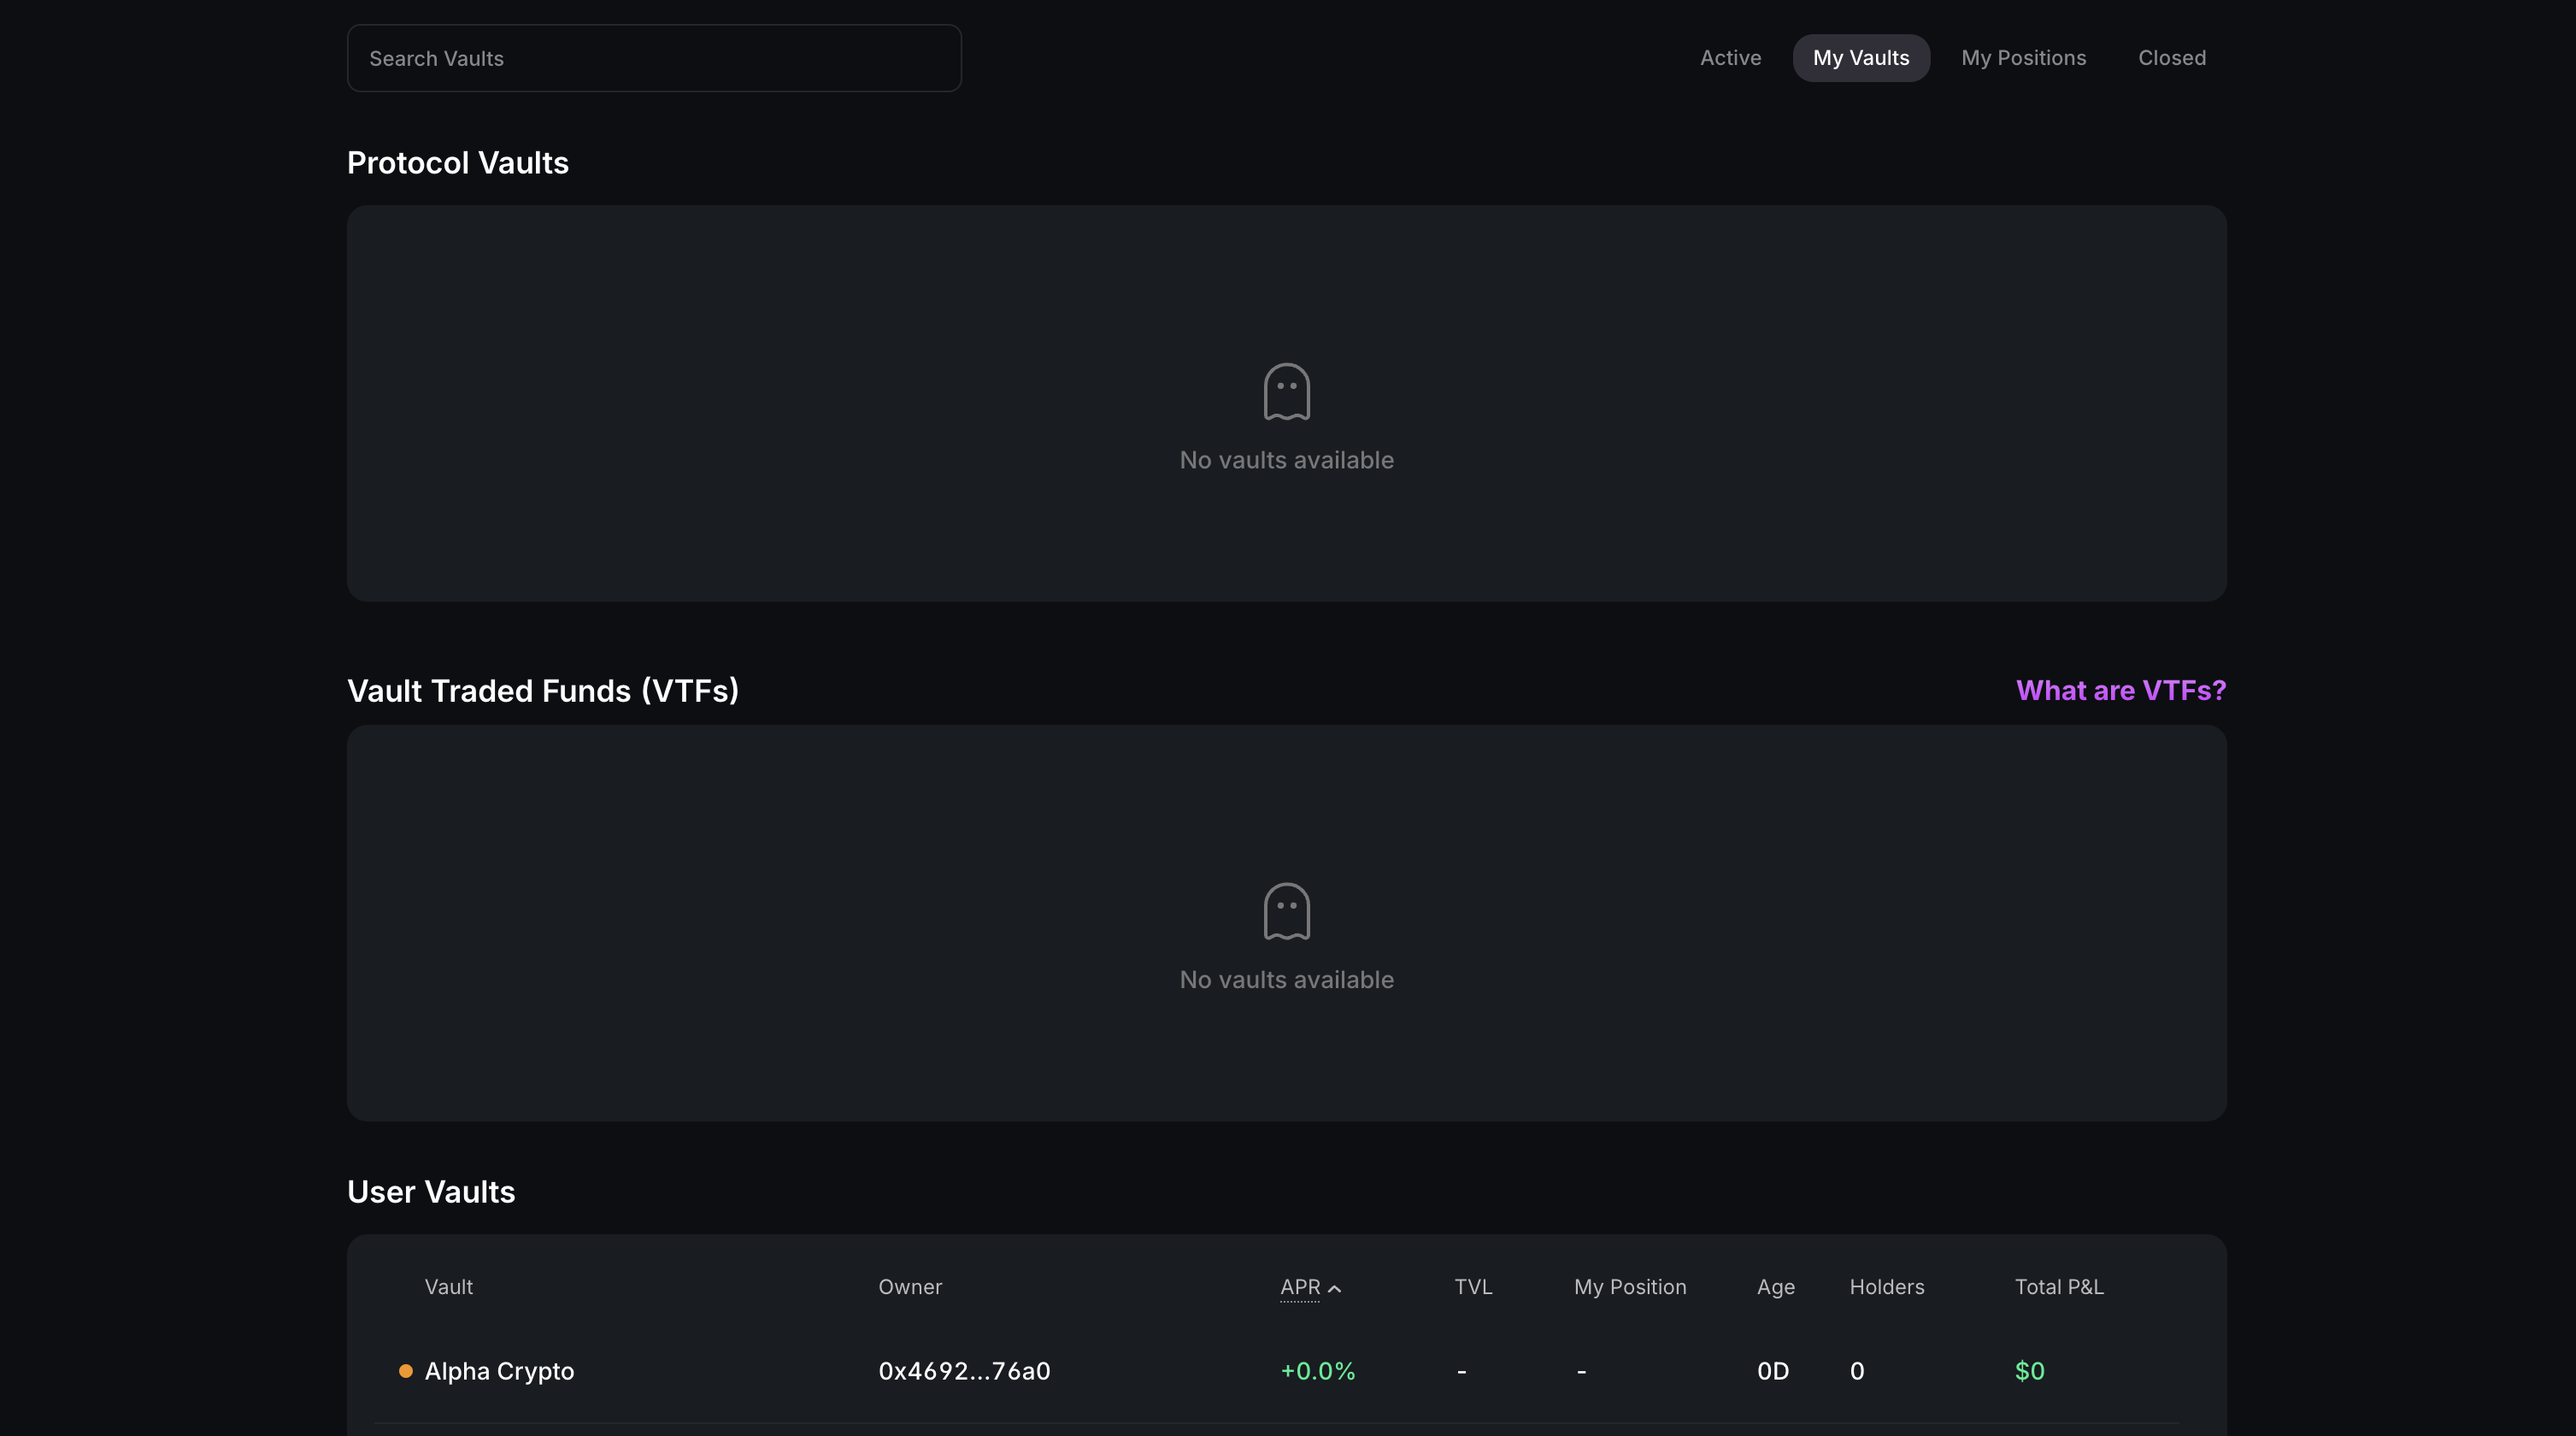 Search Vaults
Active My Vaults My Positions Closed
Protocol Vaults
No vaults available
Vault Traded Funds (VTFs)
What are VTFs?
No vaults available
User Vaults
Vault Owner APR TVL My Position Age Holders Total P&L
Alpha Crypto 0x4692...76a0 +0.0% - - 0D 0 $0